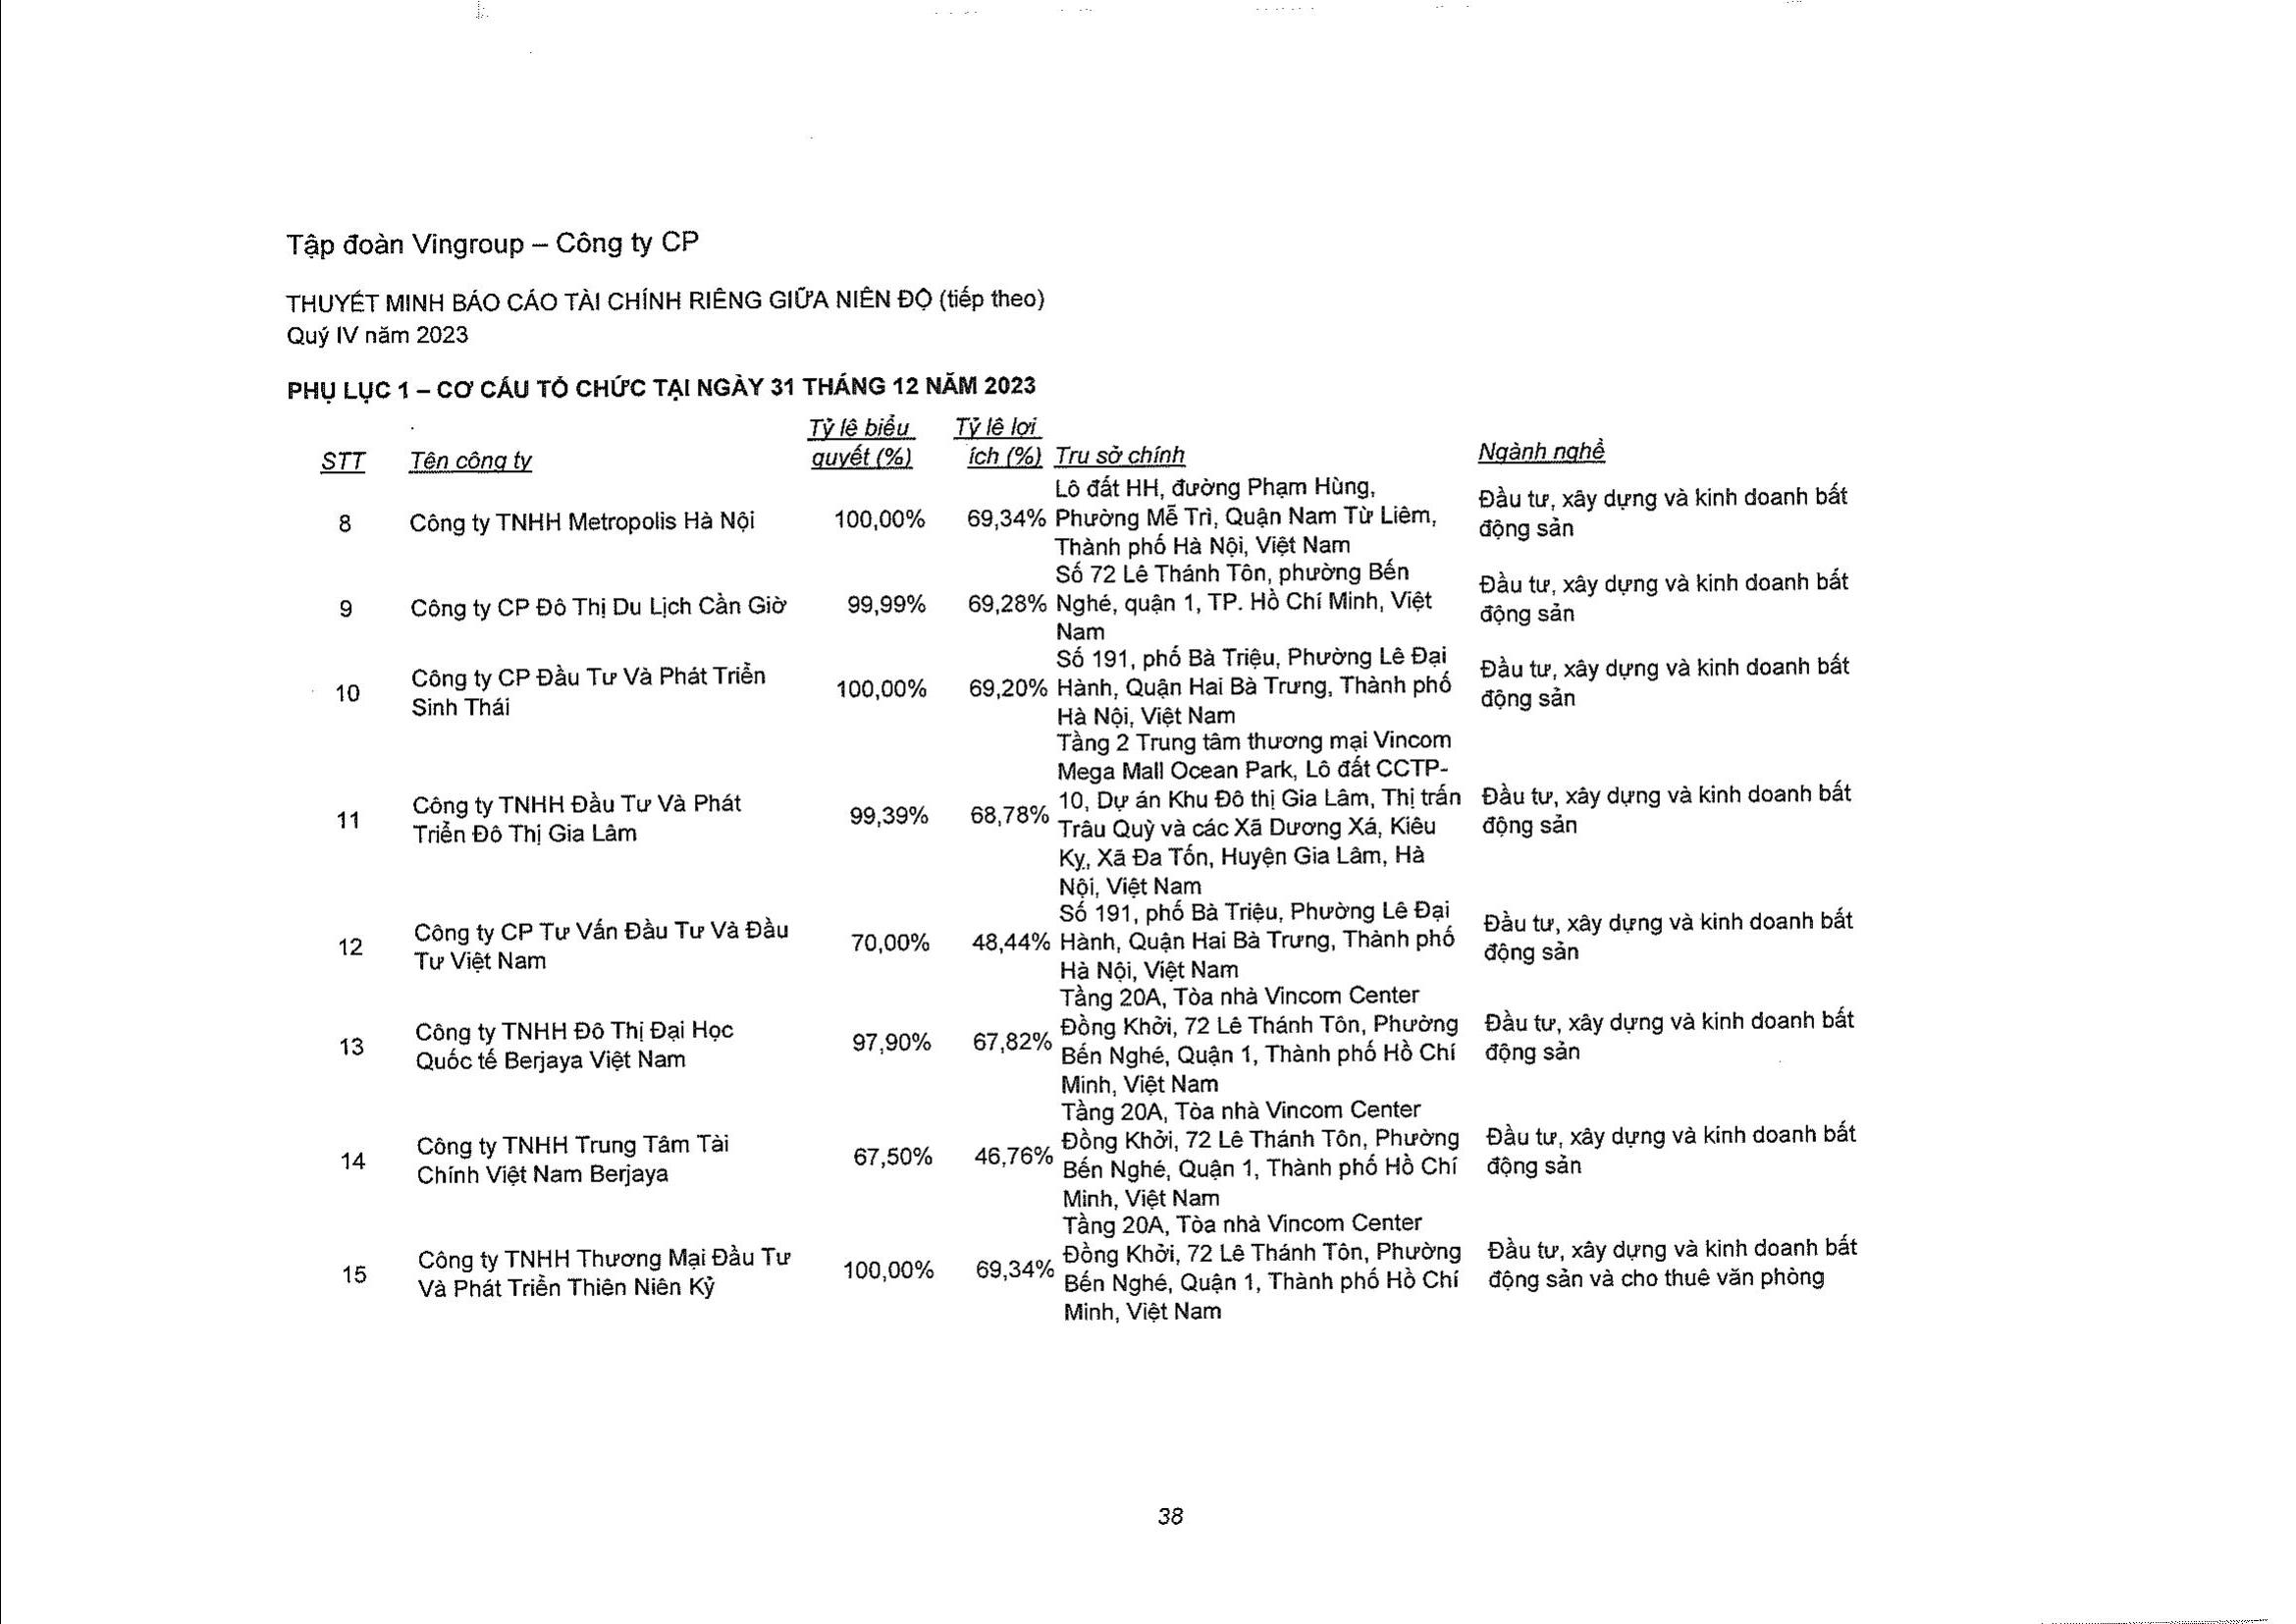 Tập đoàn Vingroup – Công ty CP
THUYẾT MINH BÁO CÁO TÀI CHÍNH RIÊNG GIỮA NIÊN ĐỘ (tiếp theo)
Quý IV năm 2023
PHỤ LỤC 1 – CƠ CẤU TỔ CHỨC TẠI NGÀY 31 THÁNG 12 NĂM 2023
STT Tên công ty Tỷ lệ biểu quyết (%) Tỷ lệ lợi ích (%) Trụ sở chính Ngành nghề
Lô đất HH, đường Phạm Hùng,
8 Công ty TNHH Metropolis Hà Nội 100,00% 69,34% Phường Mễ Trì, Quận Nam Từ Liêm, Đầu tư, xây dựng và kinh doanh bất
Thành phố Hà Nội, Việt Nam động sản
Số 72 Lê Thánh Tôn, phường Bến Đầu tư, xây dựng và kinh doanh bất
9 Công ty CP Đô Thị Du Lịch Cần Giờ 99,99% 69,28% Nghé, quận 1, TP. Hồ Chí Minh, Việt động sản
Nam
Số 191, phố Bà Triệu, Phường Lê Đại
Công ty CP Đầu Tư Và Phát Triển Đầu tư, xây dựng và kinh doanh bất
10 100,00% 69,20% Hành, Quận Hai Bà Trưng, Thành phố
Sinh Thái Hà Nội, Việt Nam động sản
Tầng 2 Trung tâm thương mại Vincom
Mega Mall Ocean Park, Lô đất CCTP-
Công ty TNHH Đầu Tư Và Phát 10, Dự án Khu Đô thị Gia Lâm, Thị trấn Đầu tư, xây dựng và kinh doanh bất
11 99,39% 68,78%
Triển Đô Thị Gia Lâm Trâu Quỳ và các Xã Dương Xá, Kiêu động sản
Kỵ, Xã Đa Tốn, Huyện Gia Lâm, Hà
Nội, Việt Nam
Số 191, phố Bà Triệu, Phường Lê Đại
Công ty CP Tư Vấn Đầu Tư Và Đầu Đầu tư, xây dựng và kinh doanh bất
12 70,00% 48,44% Hành, Quận Hai Bà Trưng, Thành phố
Tư Việt Nam Hà Nội, Việt Nam động sản
Tầng 20A, Tòa nhà Vincom Center
Công ty TNHH Đô Thị Đại Học Đồng Khởi, 72 Lê Thánh Tôn, Phường Đầu tư, xây dựng và kinh doanh bất
13 97,90% 67,82%
Quốc tế Berjaya Việt Nam Bến Nghé, Quận 1, Thành phố Hồ Chí động sản
Minh, Việt Nam
Tầng 20A, Tòa nhà Vincom Center
Công ty TNHH Trung Tâm Tài Đồng Khởi, 72 Lê Thánh Tôn, Phường Đầu tư, xây dựng và kinh doanh bất
14 67,50% 46,76%
Chính Việt Nam Berjaya Bến Nghé, Quận 1, Thành phố Hồ Chí động sản
Minh, Việt Nam
Tầng 20A, Tòa nhà Vincom Center
Công ty TNHH Thương Mại Đầu Tư Đồng Khởi, 72 Lê Thánh Tôn, Phường Đầu tư, xây dựng và kinh doanh bất
15 100,00% 69,34%
Và Phát Triển Thiên Niên Kỷ Bến Nghé, Quận 1, Thành phố Hồ Chí động sản và cho thuê văn phòng
Minh, Việt Nam
38